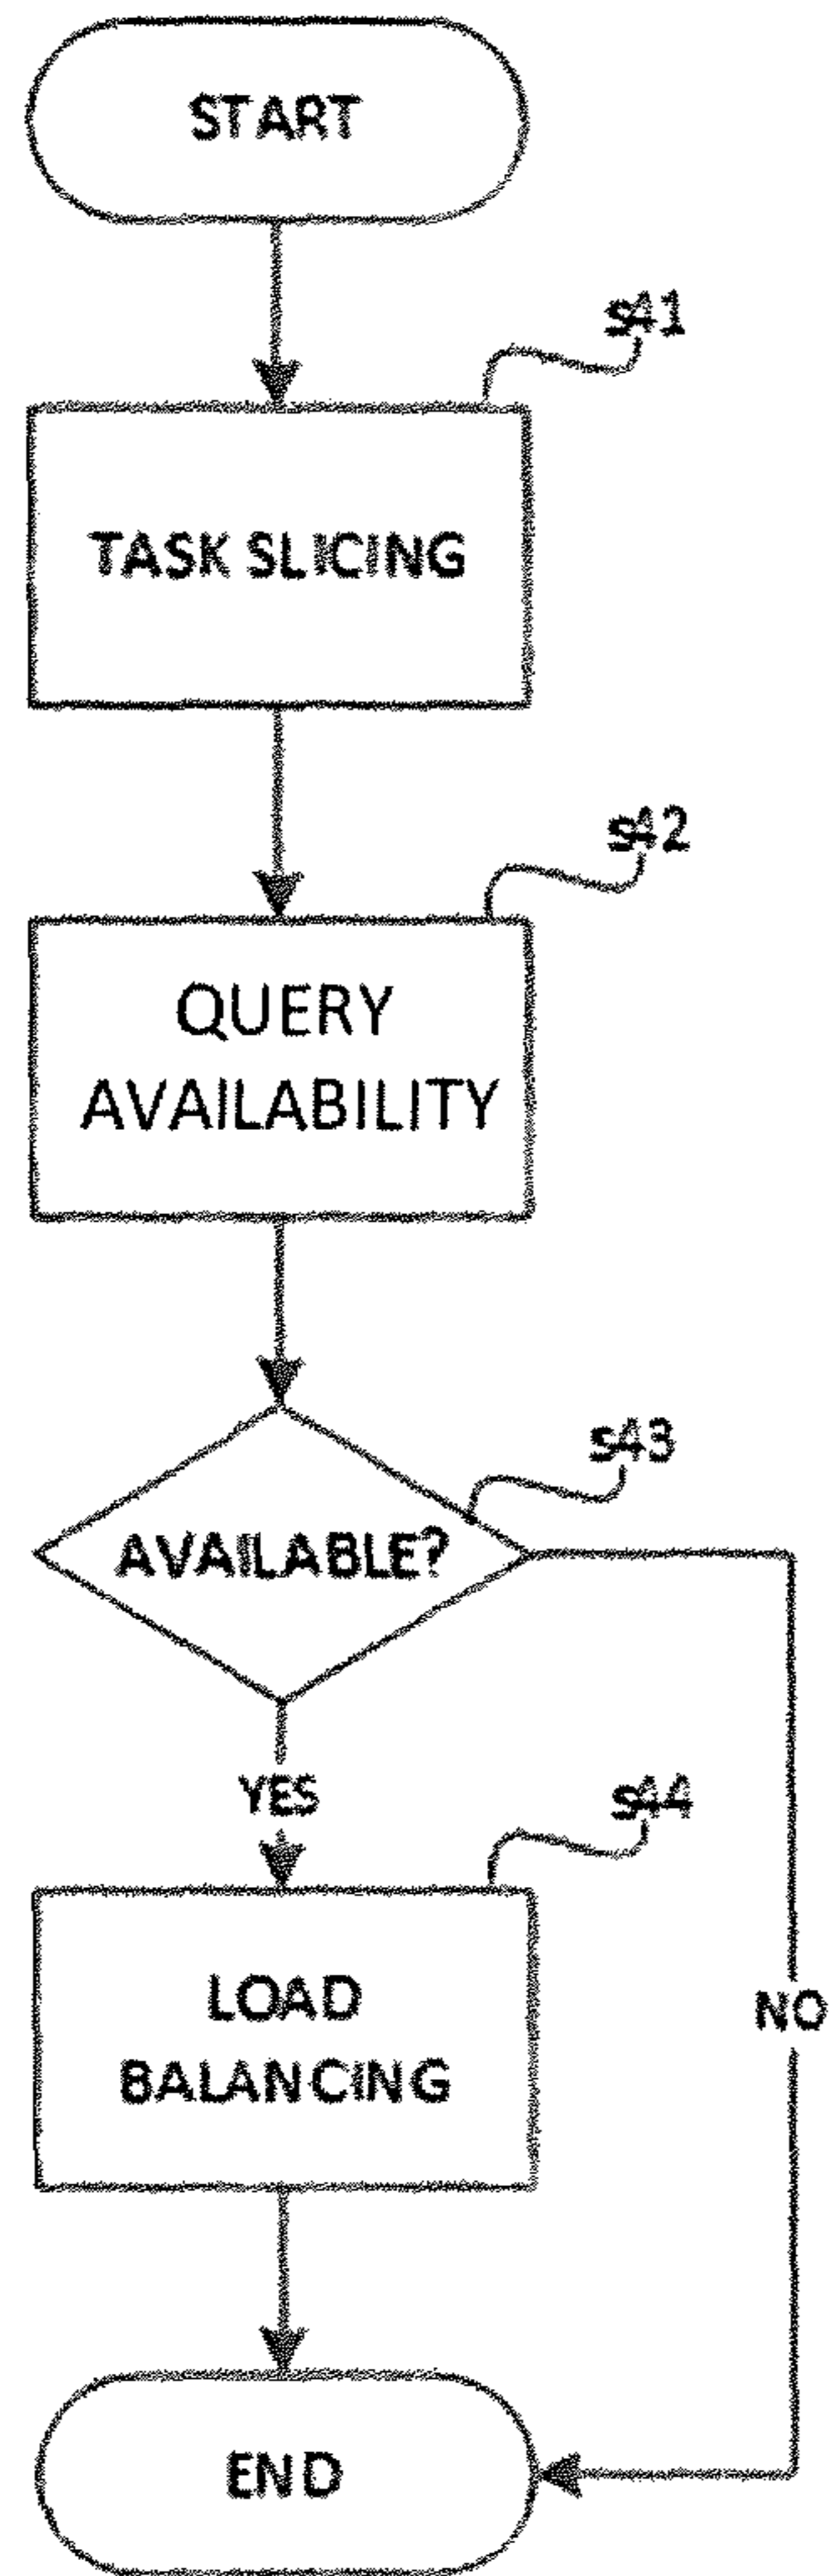 START
s41
TASK SLICING
s42
QUERY
AVAILABILITY
s43
AVAILABLE?
YES
s44
LOAD
BALANCING
NO
END